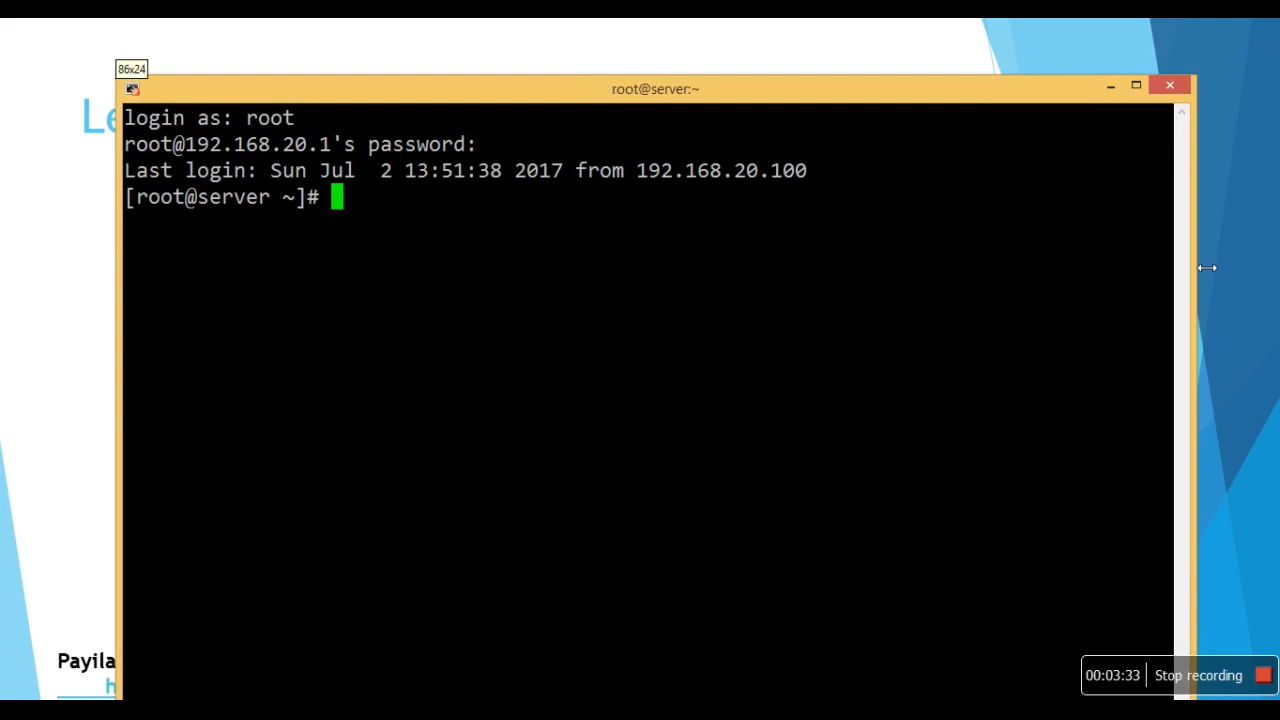 86x24
root@server:~
Le
login as: root
root@192.168.20.1's password:
Last login: Sun Jul  2 13:51:38 2017 from 192.168.20.100
[root@server ~]#
Payila
h
00:03:33 Stop recording